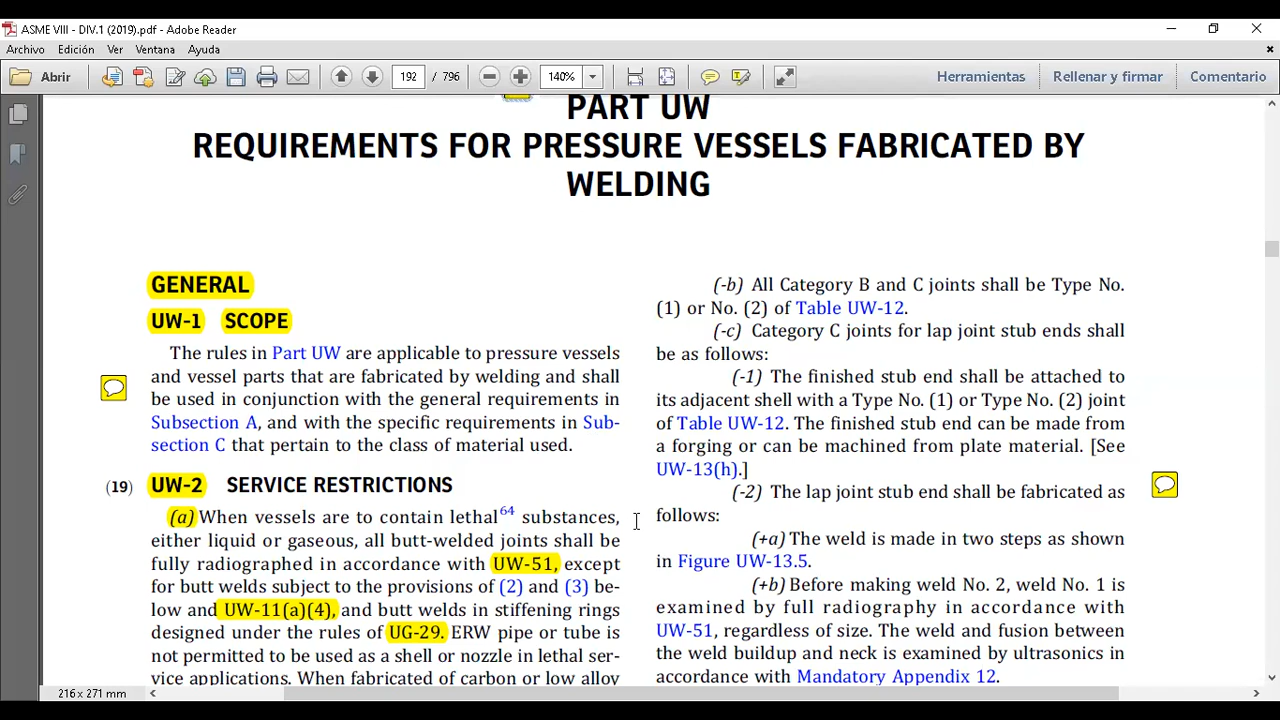 ASME VIII - DIV.1 (2019).pdf - Adobe Reader
Archivo Edición Ver Ventana Ayuda
Abrir 192 / 796 140% Herramientas Rellenar y firmar Comentario
PART UW
REQUIREMENTS FOR PRESSURE VESSELS FABRICATED BY
WELDING
GENERAL
UW-1 SCOPE
The rules in Part UW are applicable to pressure vessels
and vessel parts that are fabricated by welding and shall
be used in conjunction with the general requirements in
Subsection A, and with the specific requirements in Sub-
section C that pertain to the class of material used.
(19) UW-2 SERVICE RESTRICTIONS
(a) When vessels are to contain lethal64 substances,
either liquid or gaseous, all butt-welded joints shall be
fully radiographed in accordance with UW-51, except
for butt welds subject to the provisions of (2) and (3) be-
low and UW-11(a)(4), and butt welds in stiffening rings
designed under the rules of UG-29. ERW pipe or tube is
not permitted to be used as a shell or nozzle in lethal ser-
vice applications. When fabricated of carbon or low alloy
(-b) All Category B and C joints shall be Type No.
(1) or No. (2) of Table UW-12.
(-c) Category C joints for lap joint stub ends shall
be as follows:
(-1) The finished stub end shall be attached to
its adjacent shell with a Type No. (1) or Type No. (2) joint
of Table UW-12. The finished stub end can be made from
a forging or can be machined from plate material. [See
UW-13(h).]
(-2) The lap joint stub end shall be fabricated as
follows:
(+a) The weld is made in two steps as shown
in Figure UW-13.5.
(+b) Before making weld No. 2, weld No. 1 is
examined by full radiography in accordance with
UW-51, regardless of size. The weld and fusion between
the weld buildup and neck is examined by ultrasonics in
accordance with Mandatory Appendix 12.
216 x 271 mm